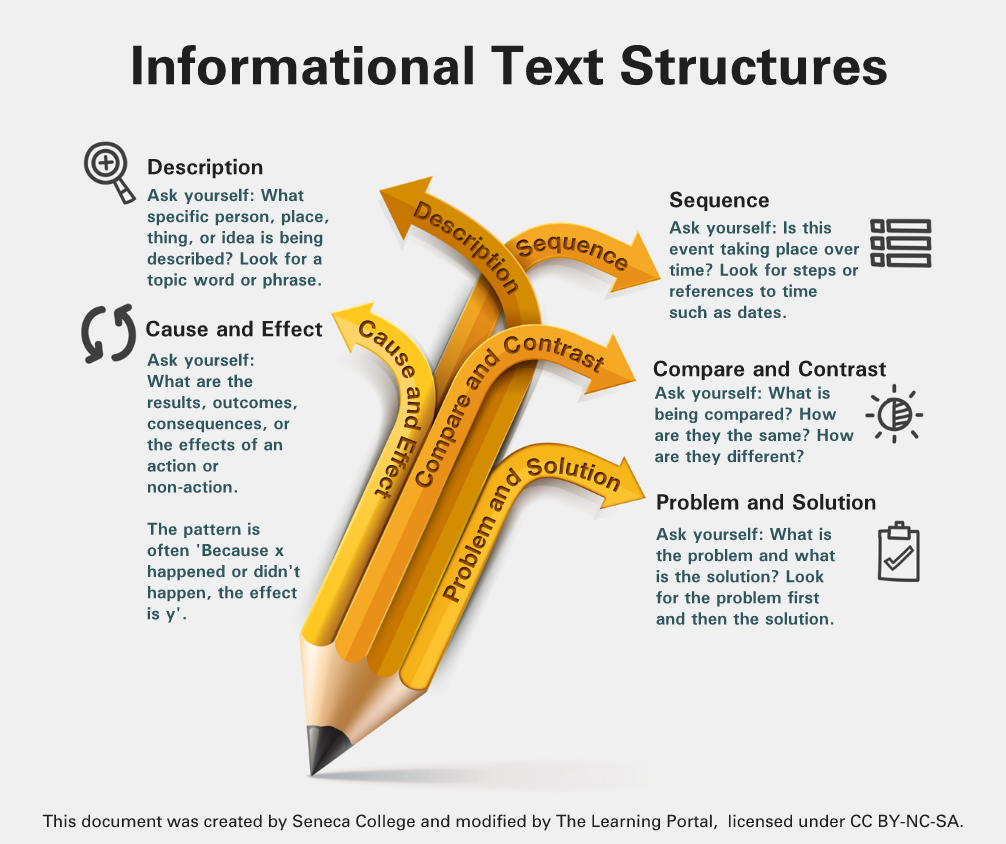 Informational Text Structures
Description
Ask yourself: What
specific person, place,
thing, or idea is being
described? Look for a
topic word or phrase.
Cause and Effect
Ask yourself:
What are the
results, outcomes,
consequences, or
the effects of an
action or
non-action.
The pattern is
often 'Because x
happened or didn't
happen, the effect
is y'.
Description
Sequence
Cause and Effect
Compare and Contrast
Problem and Solution
Sequence
Ask yourself: Is this
event taking place over
time? Look for steps or
references to time
such as dates.
Compare and Contrast
Ask yourself: What is
being compared? How
are they the same? How
are they different?
Problem and Solution
Ask yourself: What is
the problem and what
is the solution? Look
for the problem first
and then the solution.
This document was created by Seneca College and modified by The Learning Portal, licensed under CC BY-NC-SA.